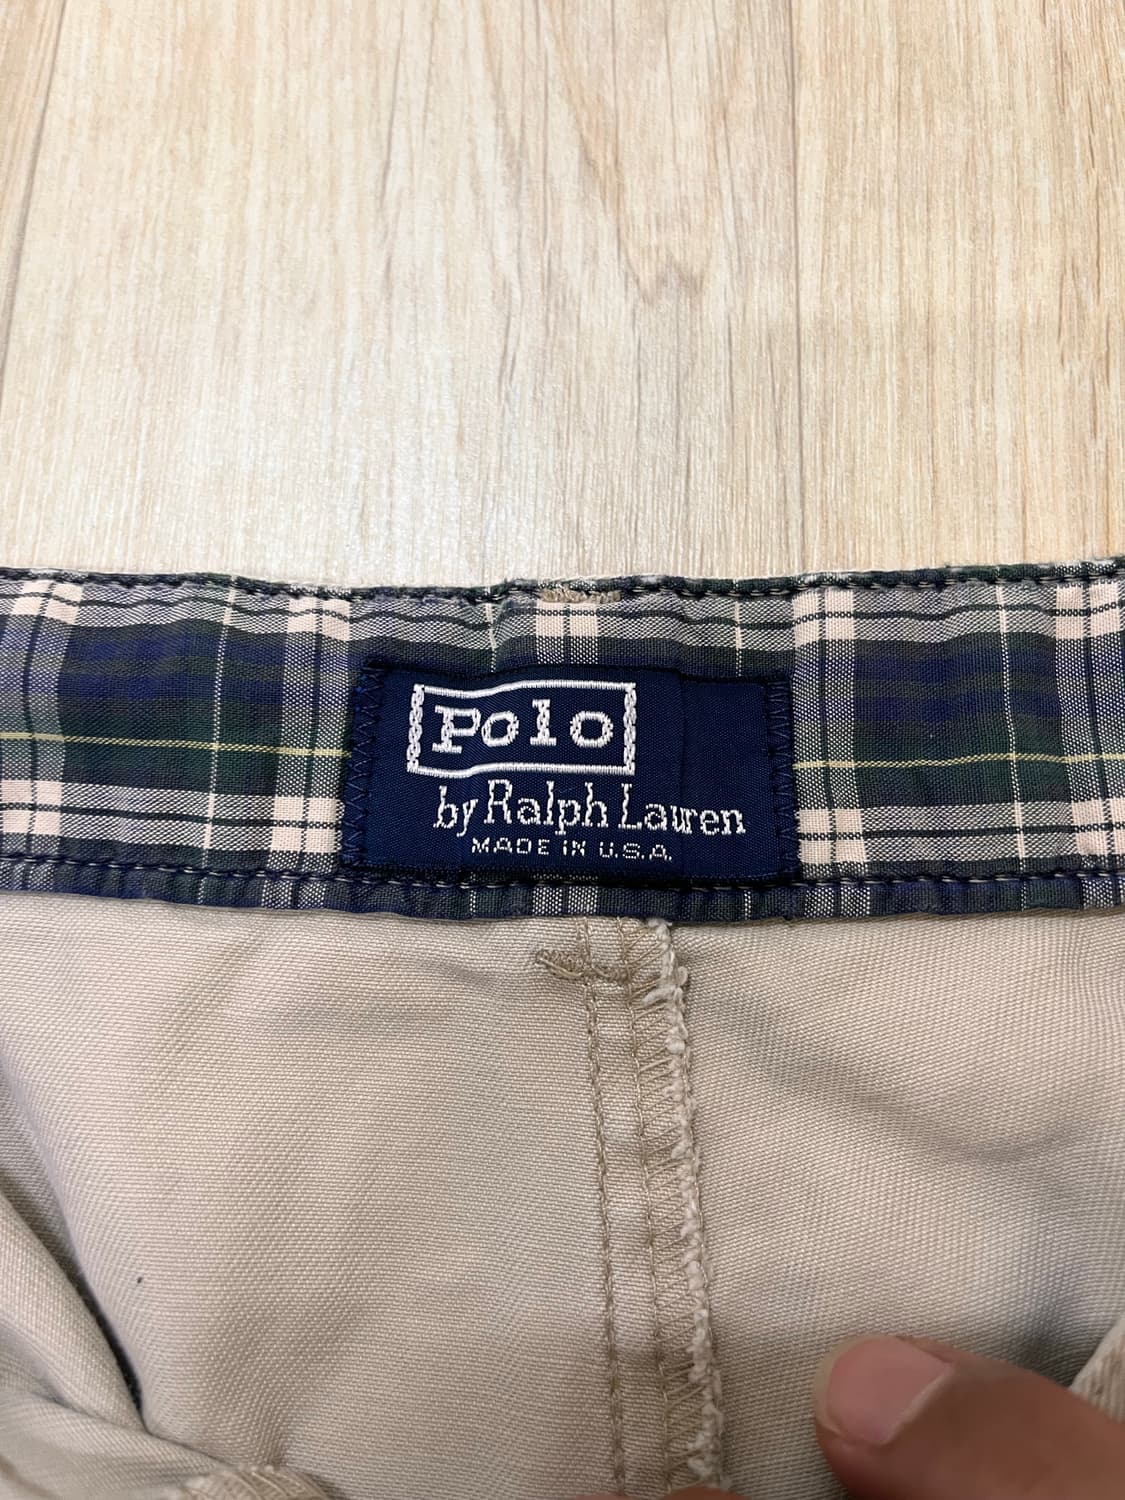 Polo
by Ralph Lauren
MADE IN U.S.A.